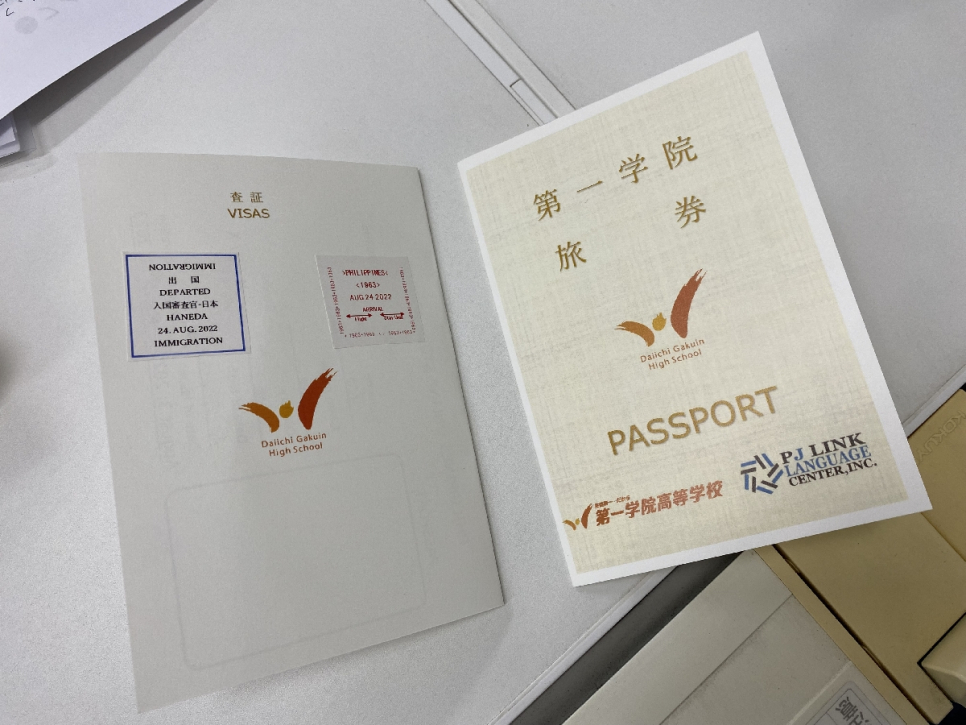 査証
VISAS
IMMIGRATION
出国
DEPARTED
入国審査官-日本
HANEDA
24. AUG. 2022
IMMIGRATION
>PHILIPPINES<
<1963>
AUG 24 2022
ARRIVAL
Flight
Daiichi Gakuin
High School
第一学院
旅券
Daiichi Gakuin
High School
PASSPORT
第一学院高等学校
PJ LINK
LANGUAGE
CENTER, INC.